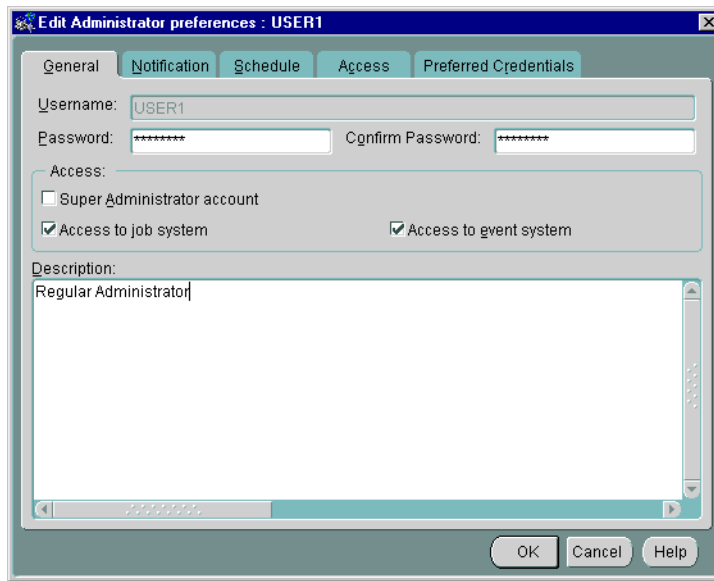 Edit Administrator preferences : USER1
General Notification Schedule Access Preferred Credentials
Username: USER1
Password: ******** Confirm Password: ********
Access:
Super Administrator account
Access to job system Access to event system
Description:
Regular Administrator
OK Cancel Help